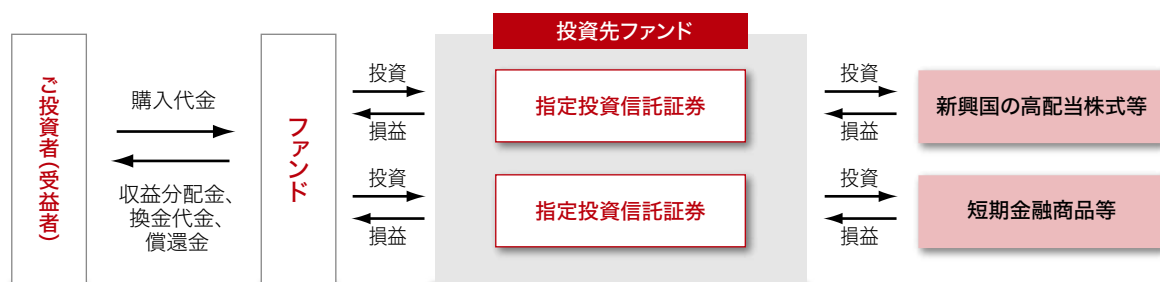 投資先ファンド
ご投資者(受益者)
購入代金
収益分配金、
換金代金、
償還金
ファンド
投資
損益
指定投資信託証券
投資
損益
新興国の高配当株式等
投資
損益
指定投資信託証券
投資
損益
短期金融商品等